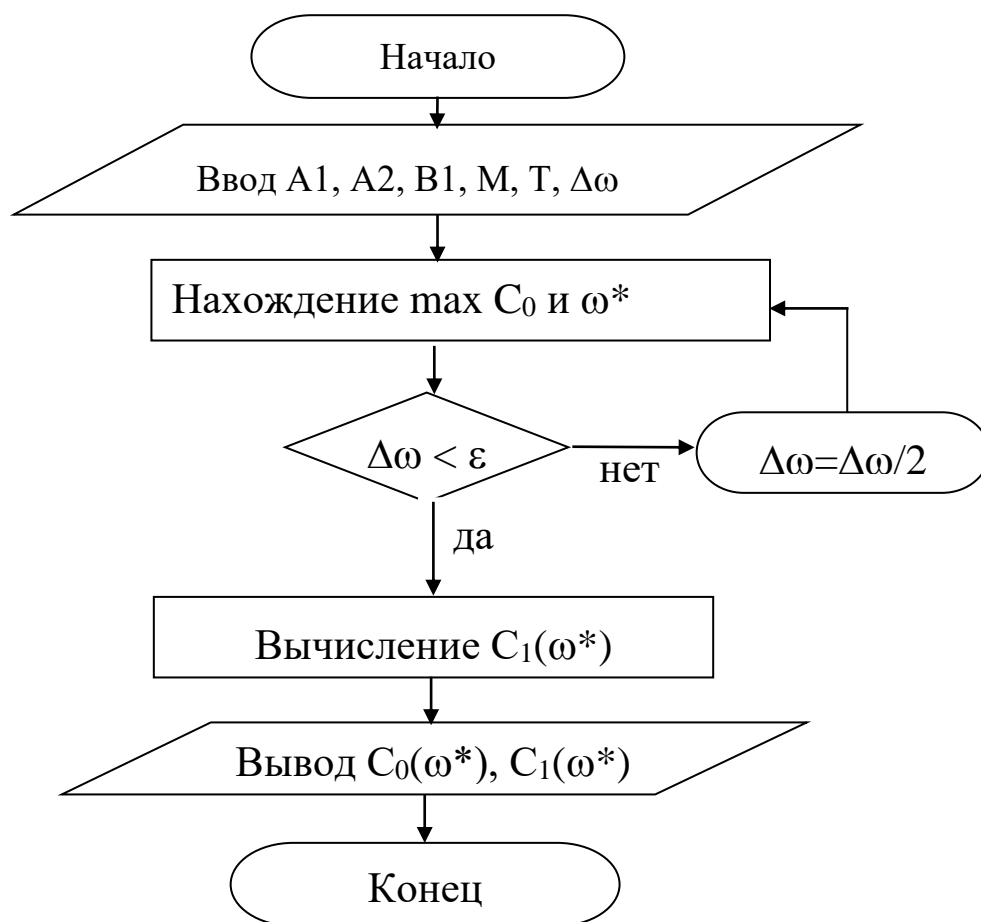 Начало
Ввод A1, A2, B1, M, T, Δω
Нахождение max C₀ и ω*
Δω < ε
нет
Δω=Δω/2
да
Вычисление C₁(ω*)
Вывод C₀(ω*), C₁(ω*)
Конец